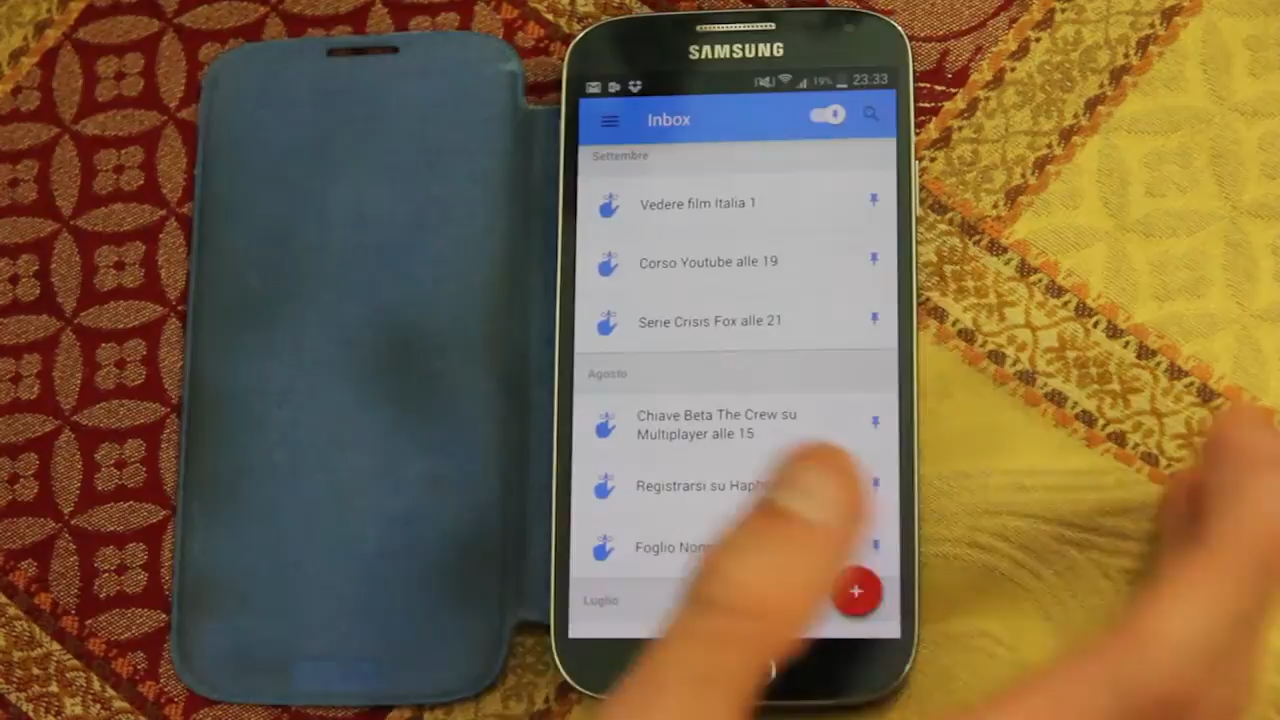 SAMSUNG
19% 23:33
Inbox
Settembre
Vedere film Italia 1
Corso Youtube alle 19
Serie Crisis Fox alle 21
Agosto
Chiave Beta The Crew su
Multiplayer alle 15
Registrarsi su
Foglio
Luglio